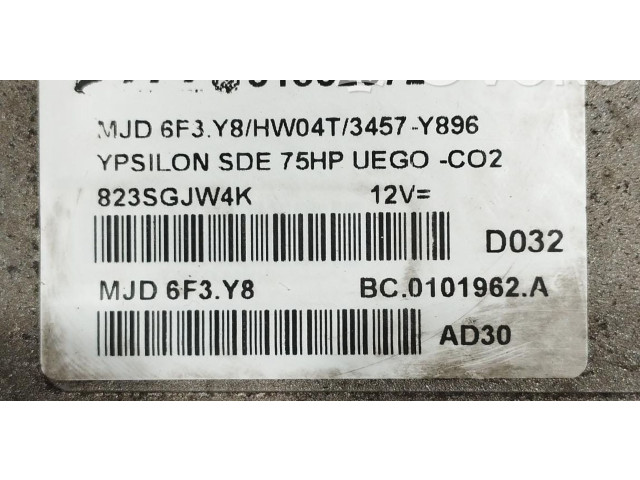 MJD 6F3.Y8/HW04T/3457-Y896
YPSILON SDE 75HP UEGO -CO2
823SGJW4K 12V=
D032
MJD 6F3.Y8 BC.0101962.A
AD30